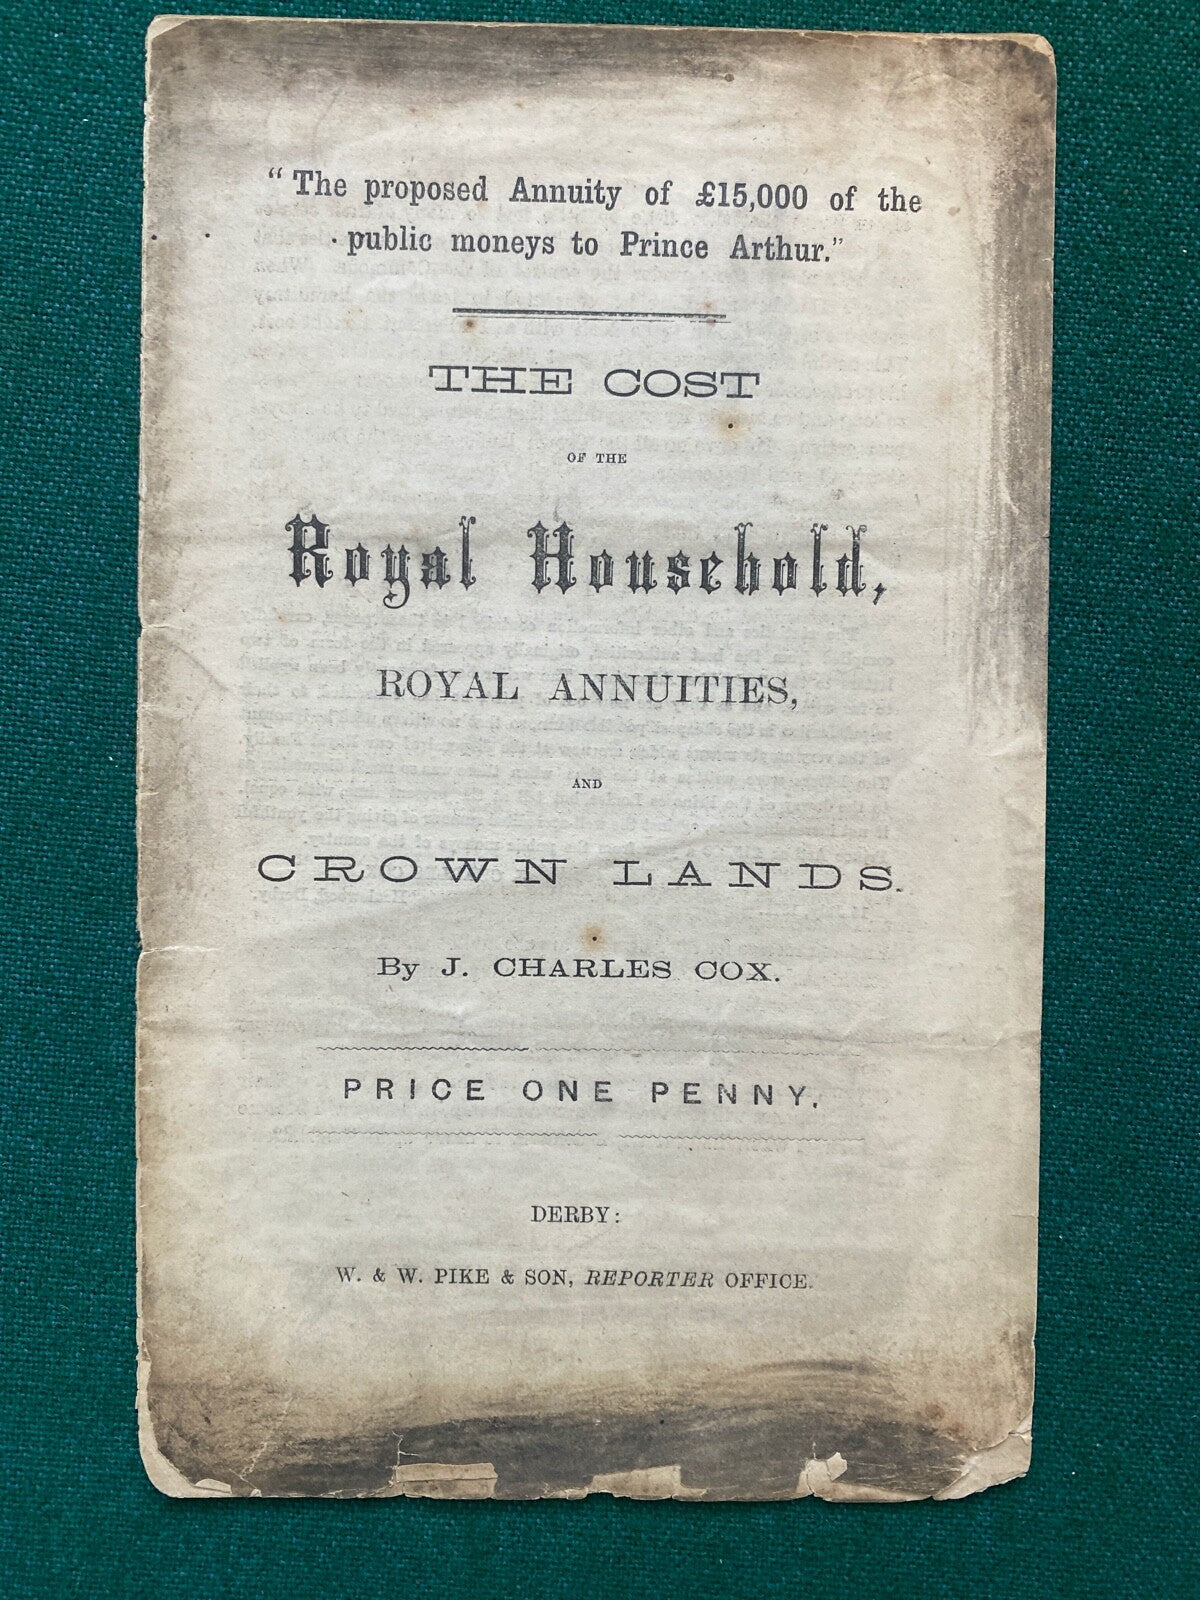 "The proposed Annuity of £15,000 of the
public moneys to Prince Arthur."
THE COST
OF THE
Royal Household,
ROYAL ANNUITIES,
AND
CROWN LANDS.
By J. CHARLES COX.
PRICE ONE PENNY.
DERBY:
W. & W. PIKE & SON, REPORTER OFFICE.